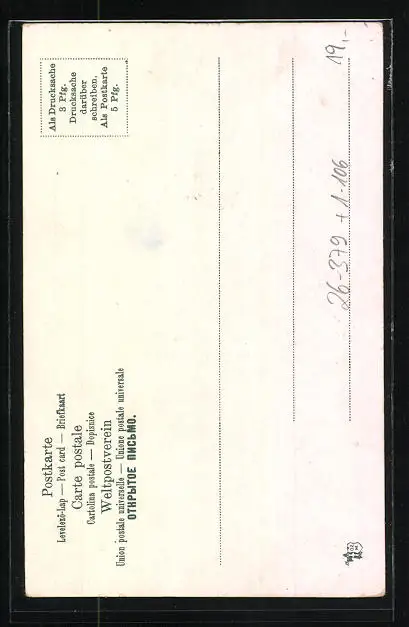 Postkarte
Levelező-Lap — Post card — Briefkaart
Carte postale
Cartolina postale — Dopisnice
Weltpostverein
Union postale universelle — Unione postale universale
ОТКРЫТОЕ ПИСЬМО.
Als Drucksache
3 Pfg.
Drucksache
darüber
schreiben.
Als Postkarte
5 Pfg.
19,-
26-379 + 1-106